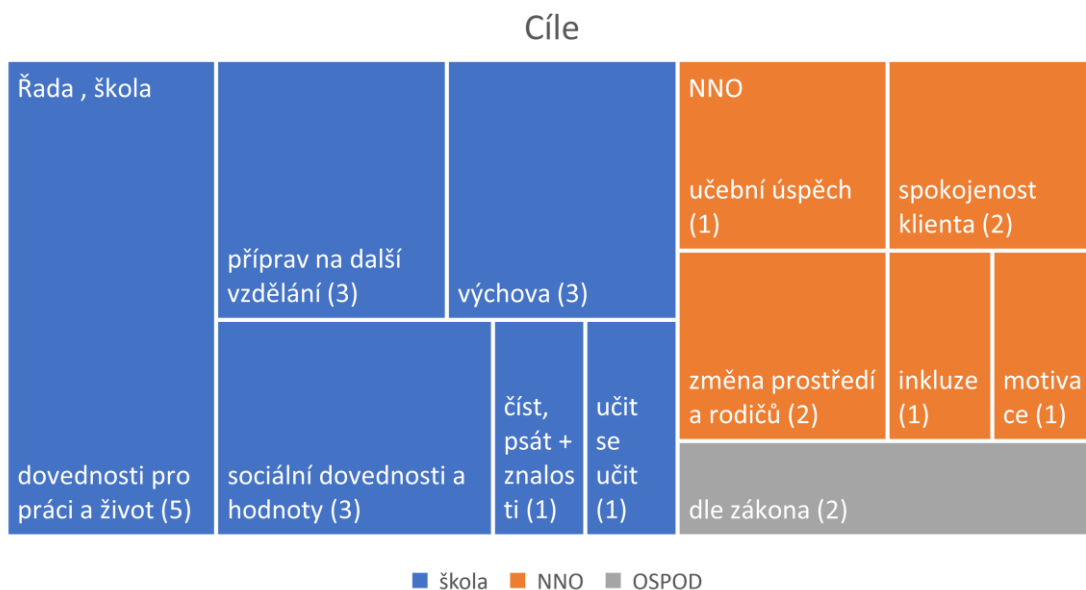 Cíle
Řada , škola
dovednosti pro
práci a život (5)
příprav na další
vzdělání (3)
výchova (3)
sociální dovednosti a
hodnoty (3)
číst,
psát +
znalos
ti (1)
učit
se
učit
(1)
NNO
učební úspěch
(1)
spokojenost
klienta (2)
změna prostředí
a rodičů (2)
inkluze
(1)
motiva
ce (1)
dle zákona (2)
škola
NNO
OSPOD